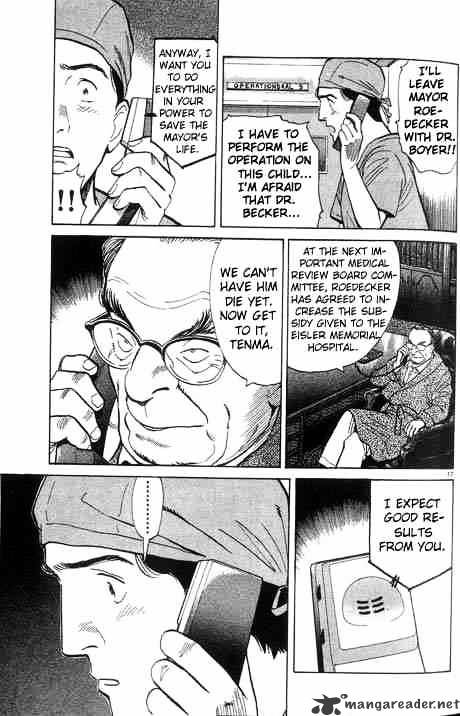 I'LL
LEAVE
MAYOR
ROE-
DECKER
WITH DR.
BOYER!!
I HAVE TO
PERFORM THE
OPERATION ON
THIS CHILD...
I'M AFRAID
THAT DR.
BECKER...
ANYWAY, I
WANT YOU
TO DO
EVERYTHING
IN YOUR
POWER TO
SAVE THE
MAYOR'S
LIFE.
!!
AT THE NEXT IM-
PORTANT MEDICAL
REVIEW BOARD COM-
MITTEE, ROEDECKER
HAS AGREED TO IN-
CREASE THE SUB-
SIDY GIVEN TO THE
EISLER MEMORIAL
HOSPITAL.
WE CAN'T
HAVE HIM
DIE YET.
NOW GET
TO IT,
TENMA.
17
I EXPECT
GOOD RE-
SULTS
FROM YOU.
........
mangareader.net